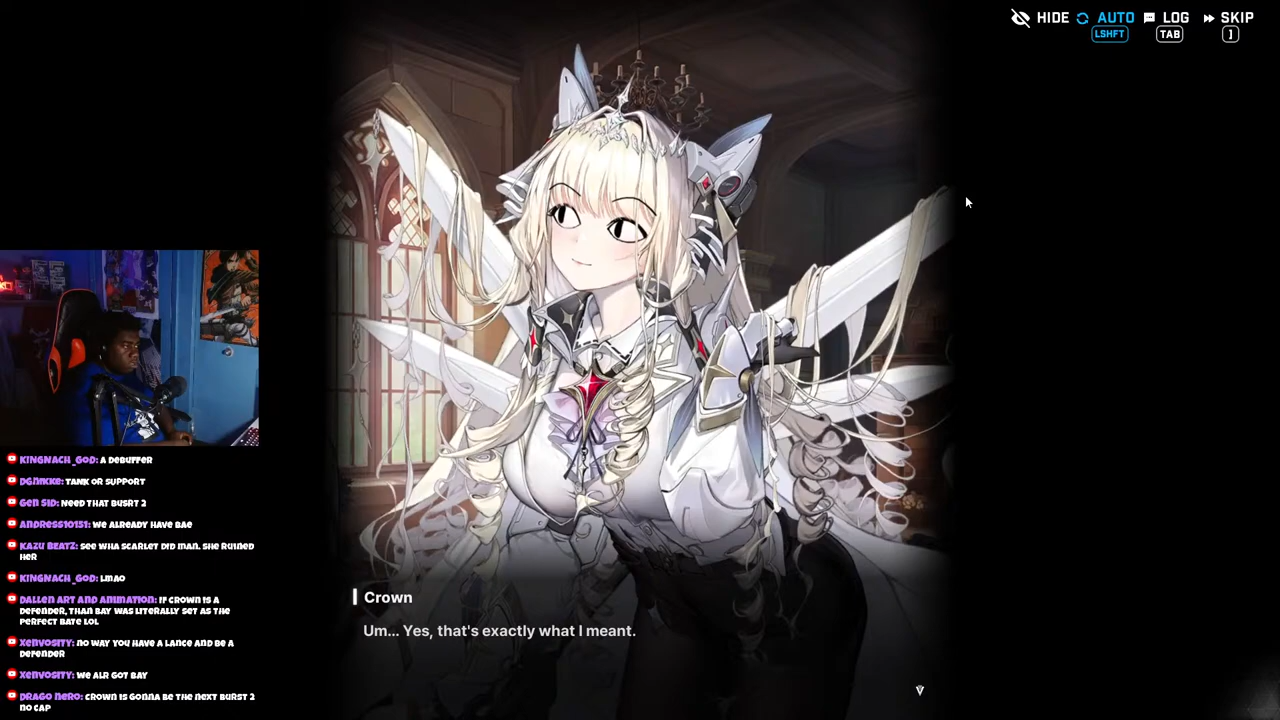 HIDE AUTO LOG SKIP
LSHFT TAB ]
KINGNACH_GOD: A DEBUFFER
DGNIKKE: TANK OR SUPPORT
Gen SID: NEED THAT BUSRT 2
ANDRESS10151: WE ALREADY HAVE BAE
KAZU BEATZ: SEE WHA SCARLET DID MAN. SHE RUINED
HER
KINGNACH_GOD: LMAO
DALLEN ART AND ANIMATION: IF CROWN IS A
DEFENDER, THAN BAY WAS LITERALLY SET AS THE
PERFECT BATE LOL
XENVOSITY: NO WAY YOU HAVE A LANCE AND BE A
DEFENDER
XENVOSITY: WE ALR GOT BAY
DRAGO NERO: CROWN IS GONNA BE THE NEXT BURST 2
NO CAP
Crown
Um... Yes, that's exactly what I meant.